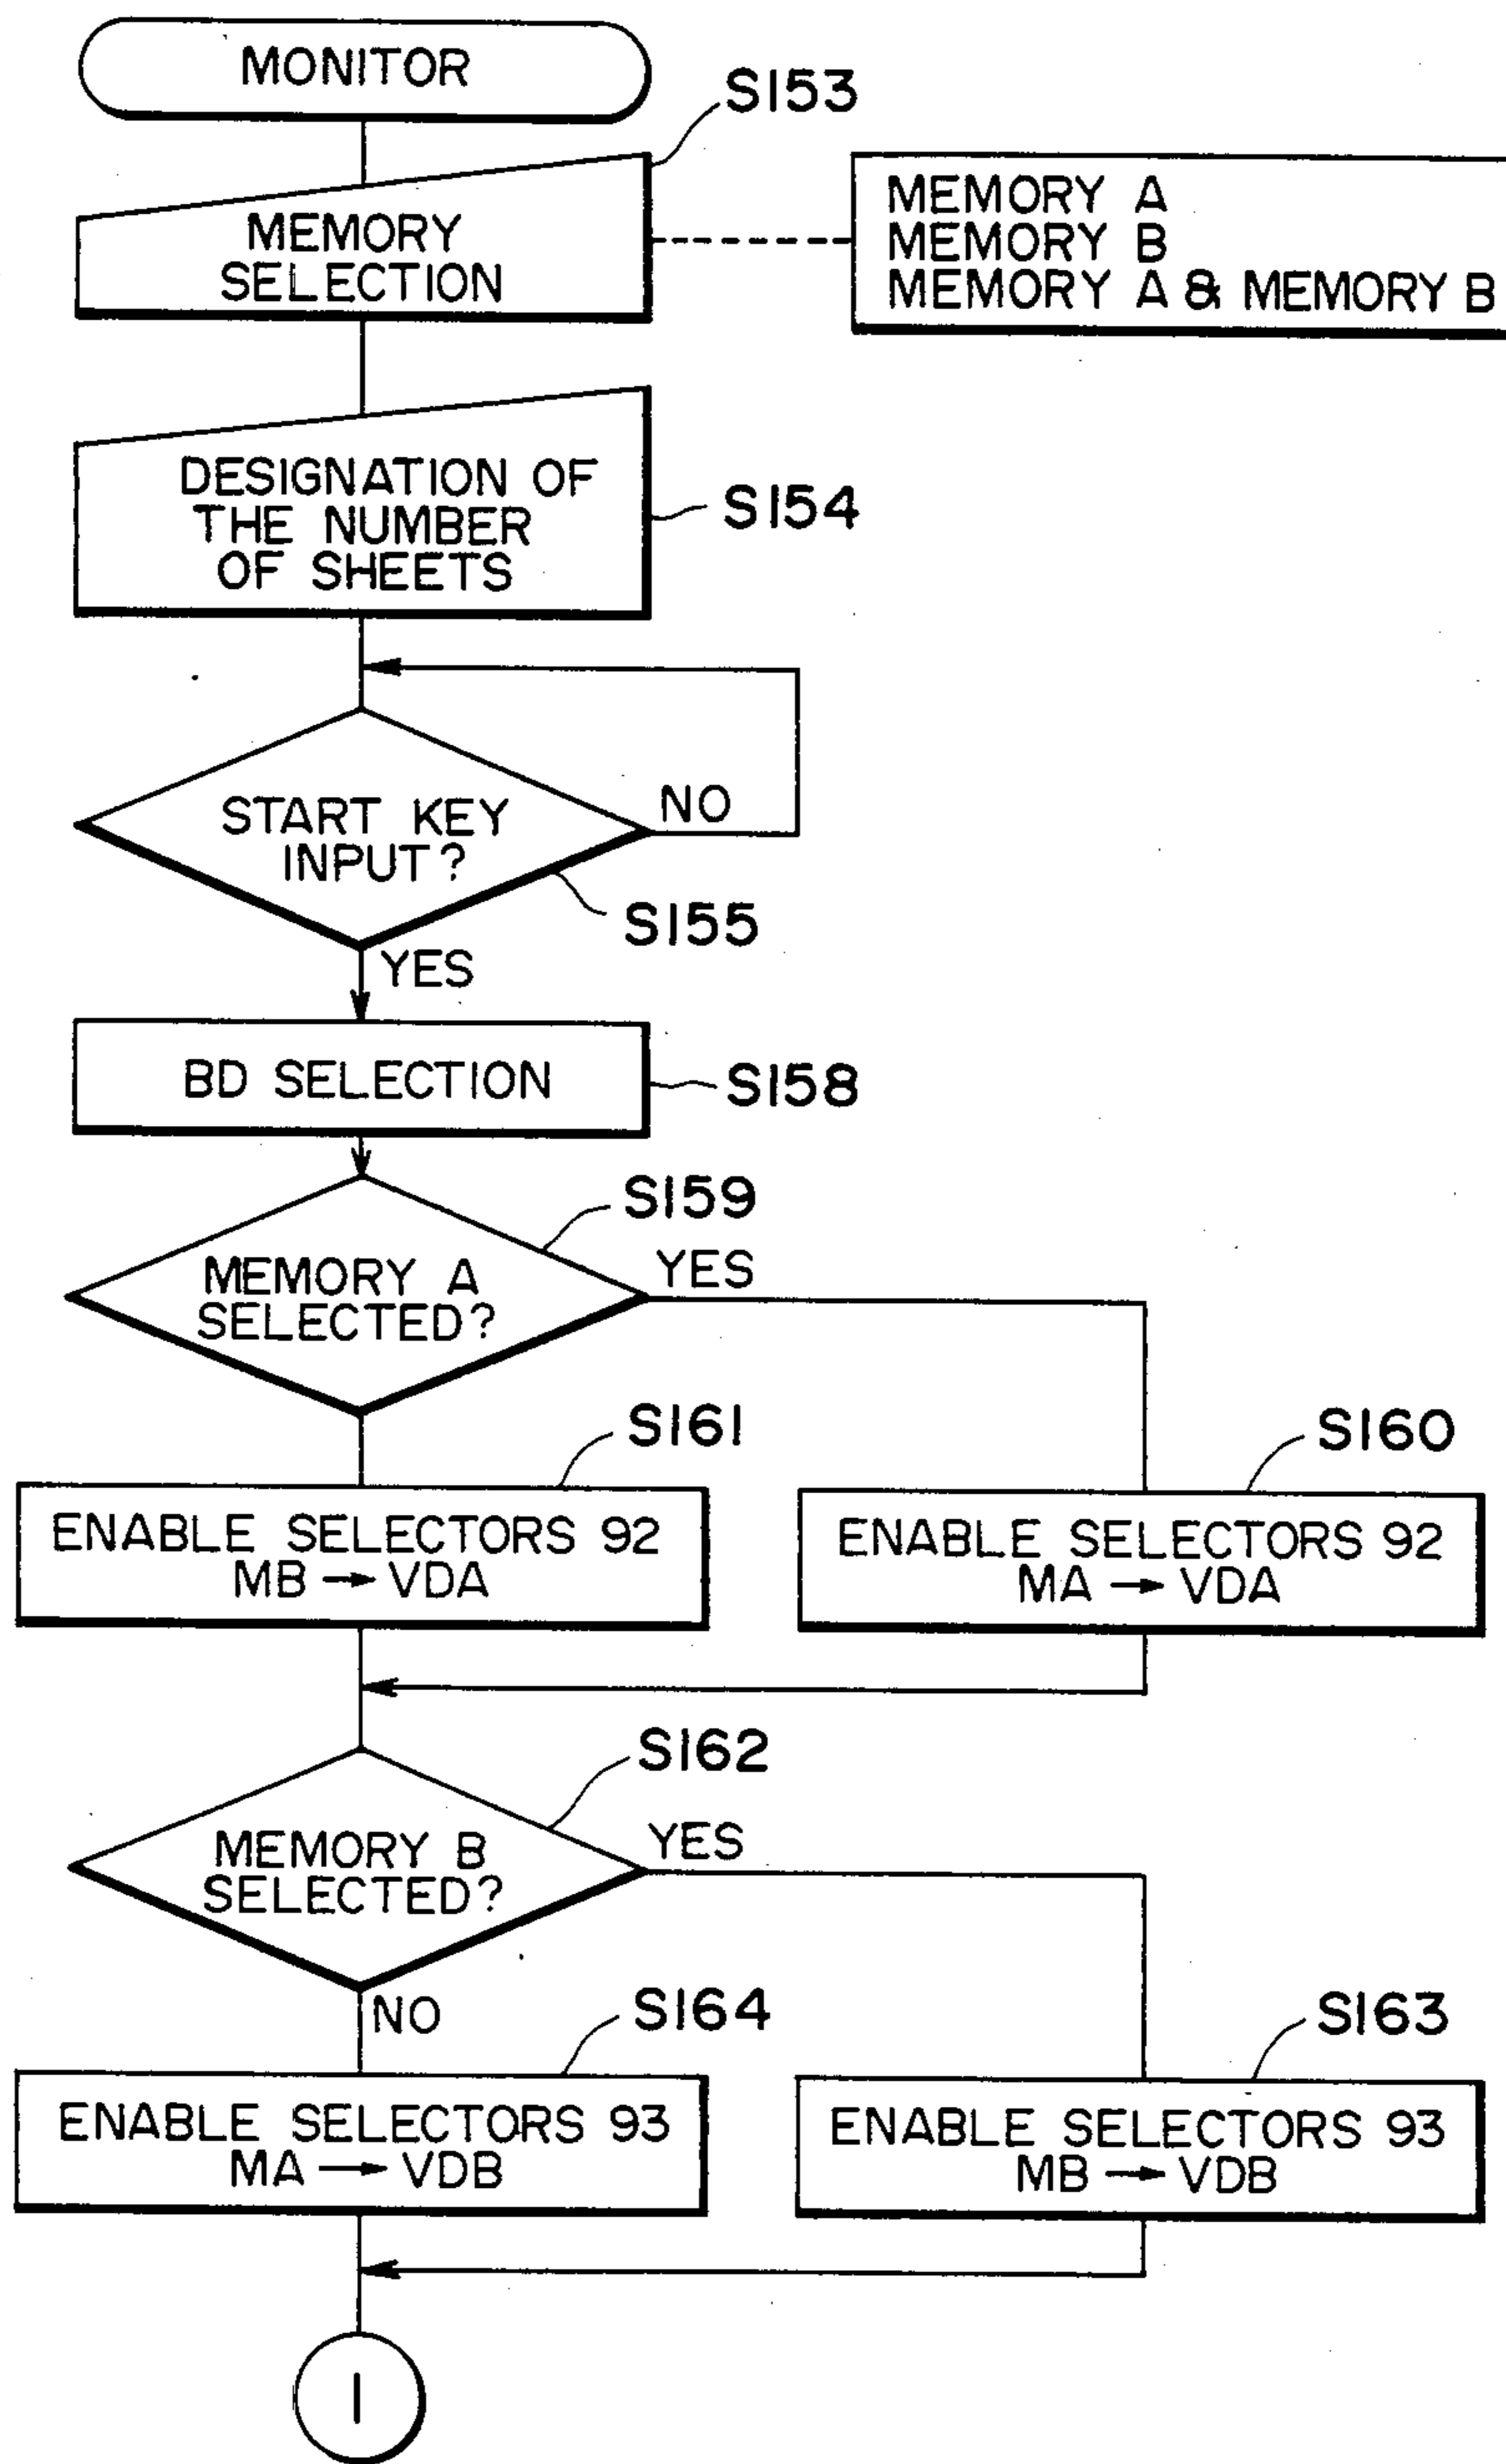 MONITOR
S153
MEMORY
SELECTION
MEMORY A
MEMORY B
MEMORY A & MEMORY B
DESIGNATION OF
THE NUMBER
OF SHEETS
S154
START KEY
INPUT?
NO
S155
YES
BD SELECTION
S158
S159
MEMORY A
SELECTED?
YES
S161
S160
ENABLE SELECTORS 92
MB → VDA
ENABLE SELECTORS 92
MA → VDA
S162
MEMORY B
SELECTED?
YES
NO
S164
S163
ENABLE SELECTORS 93
MA → VDB
ENABLE SELECTORS 93
MB → VDB
1